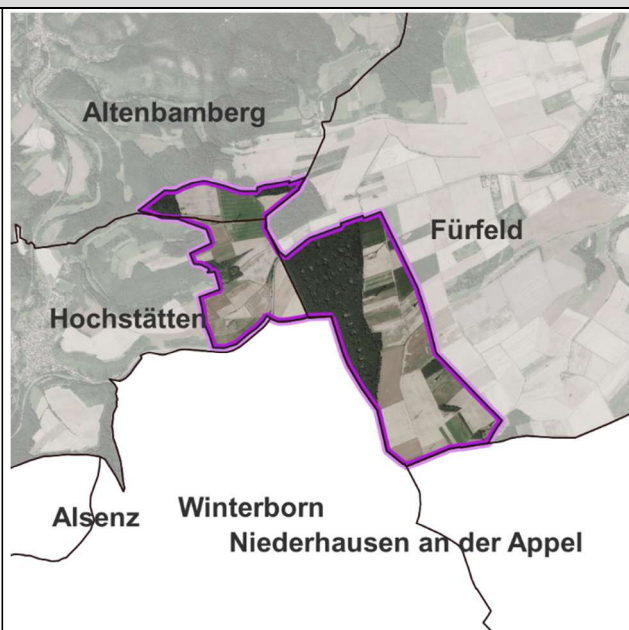 Altenbamberg
Fürfeld
Hochstätten
Winterborn
Alsenz
Niederhausen an der Appel